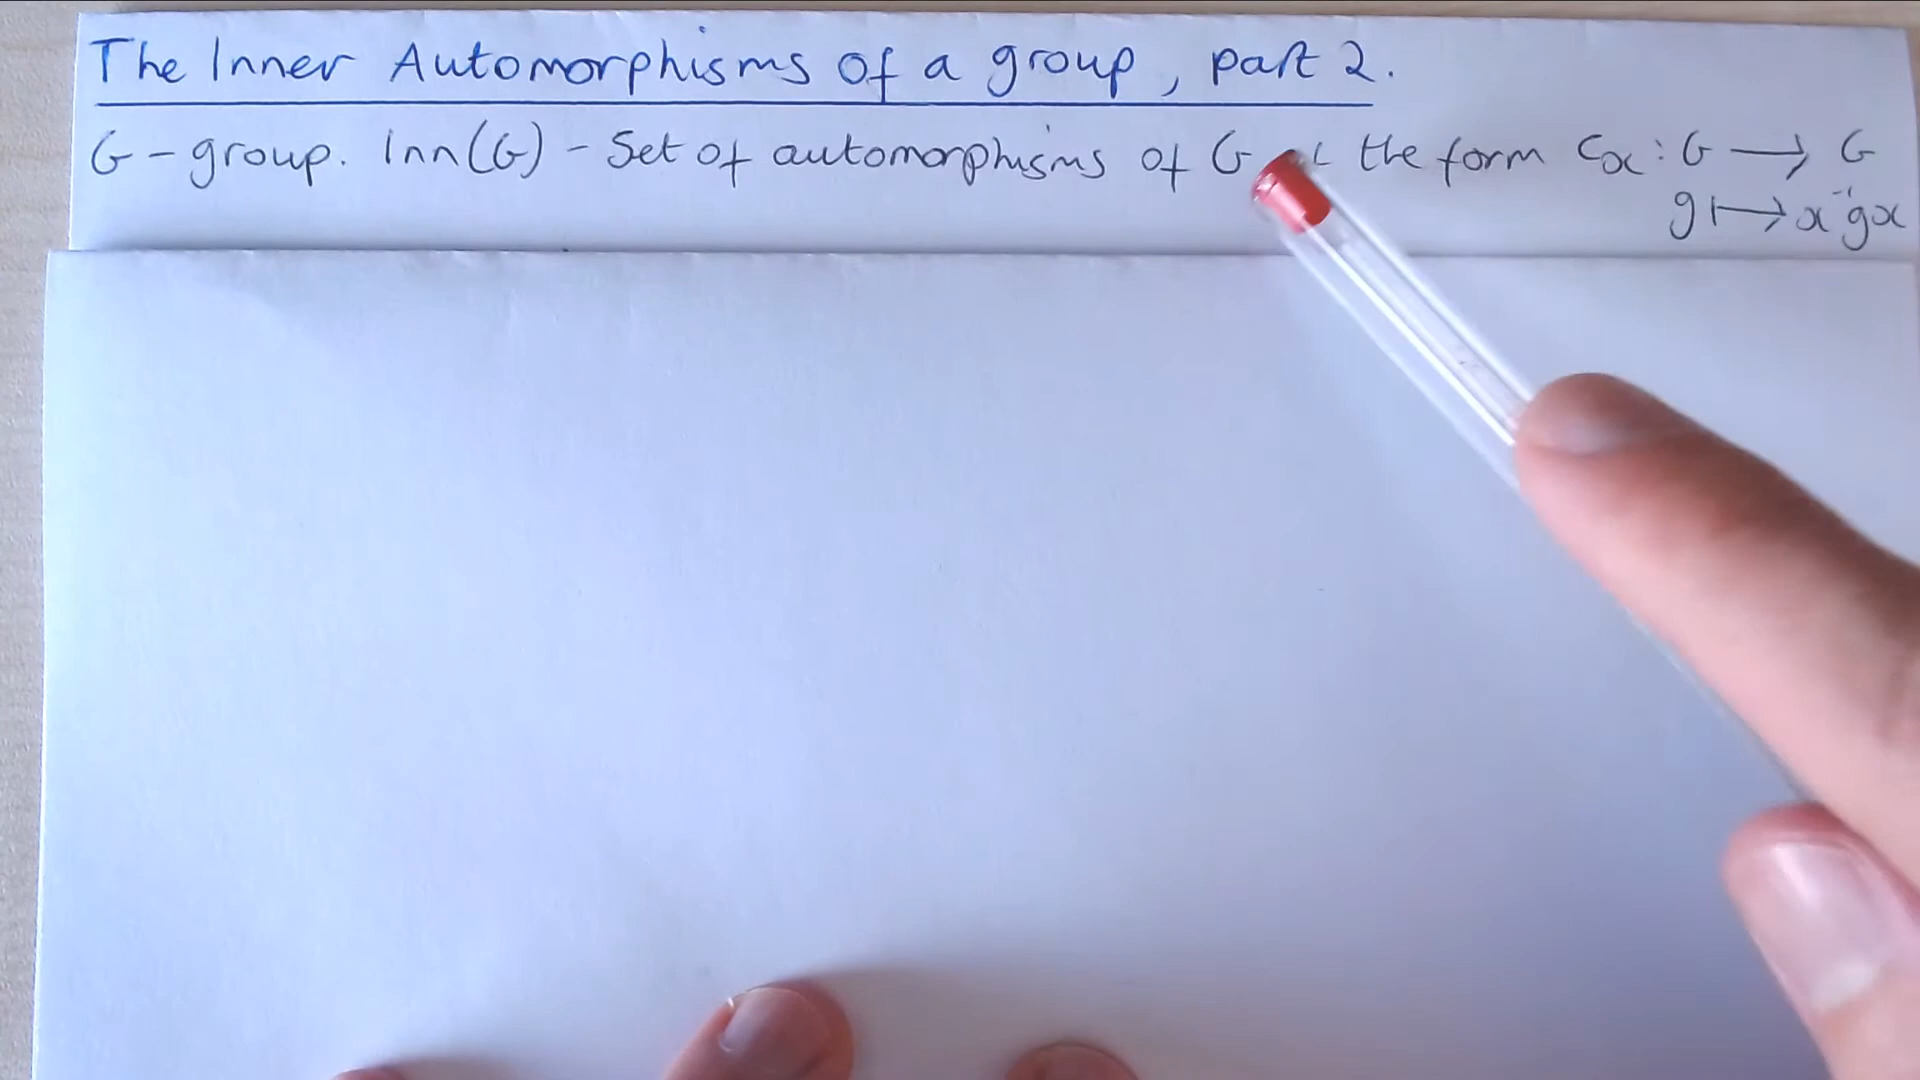 The Inner Automorphisms of a group, part 2.
G - group. Inn(G) - Set of automorphisms of G the form Cx : G → G
g ↦ x⁻¹gx